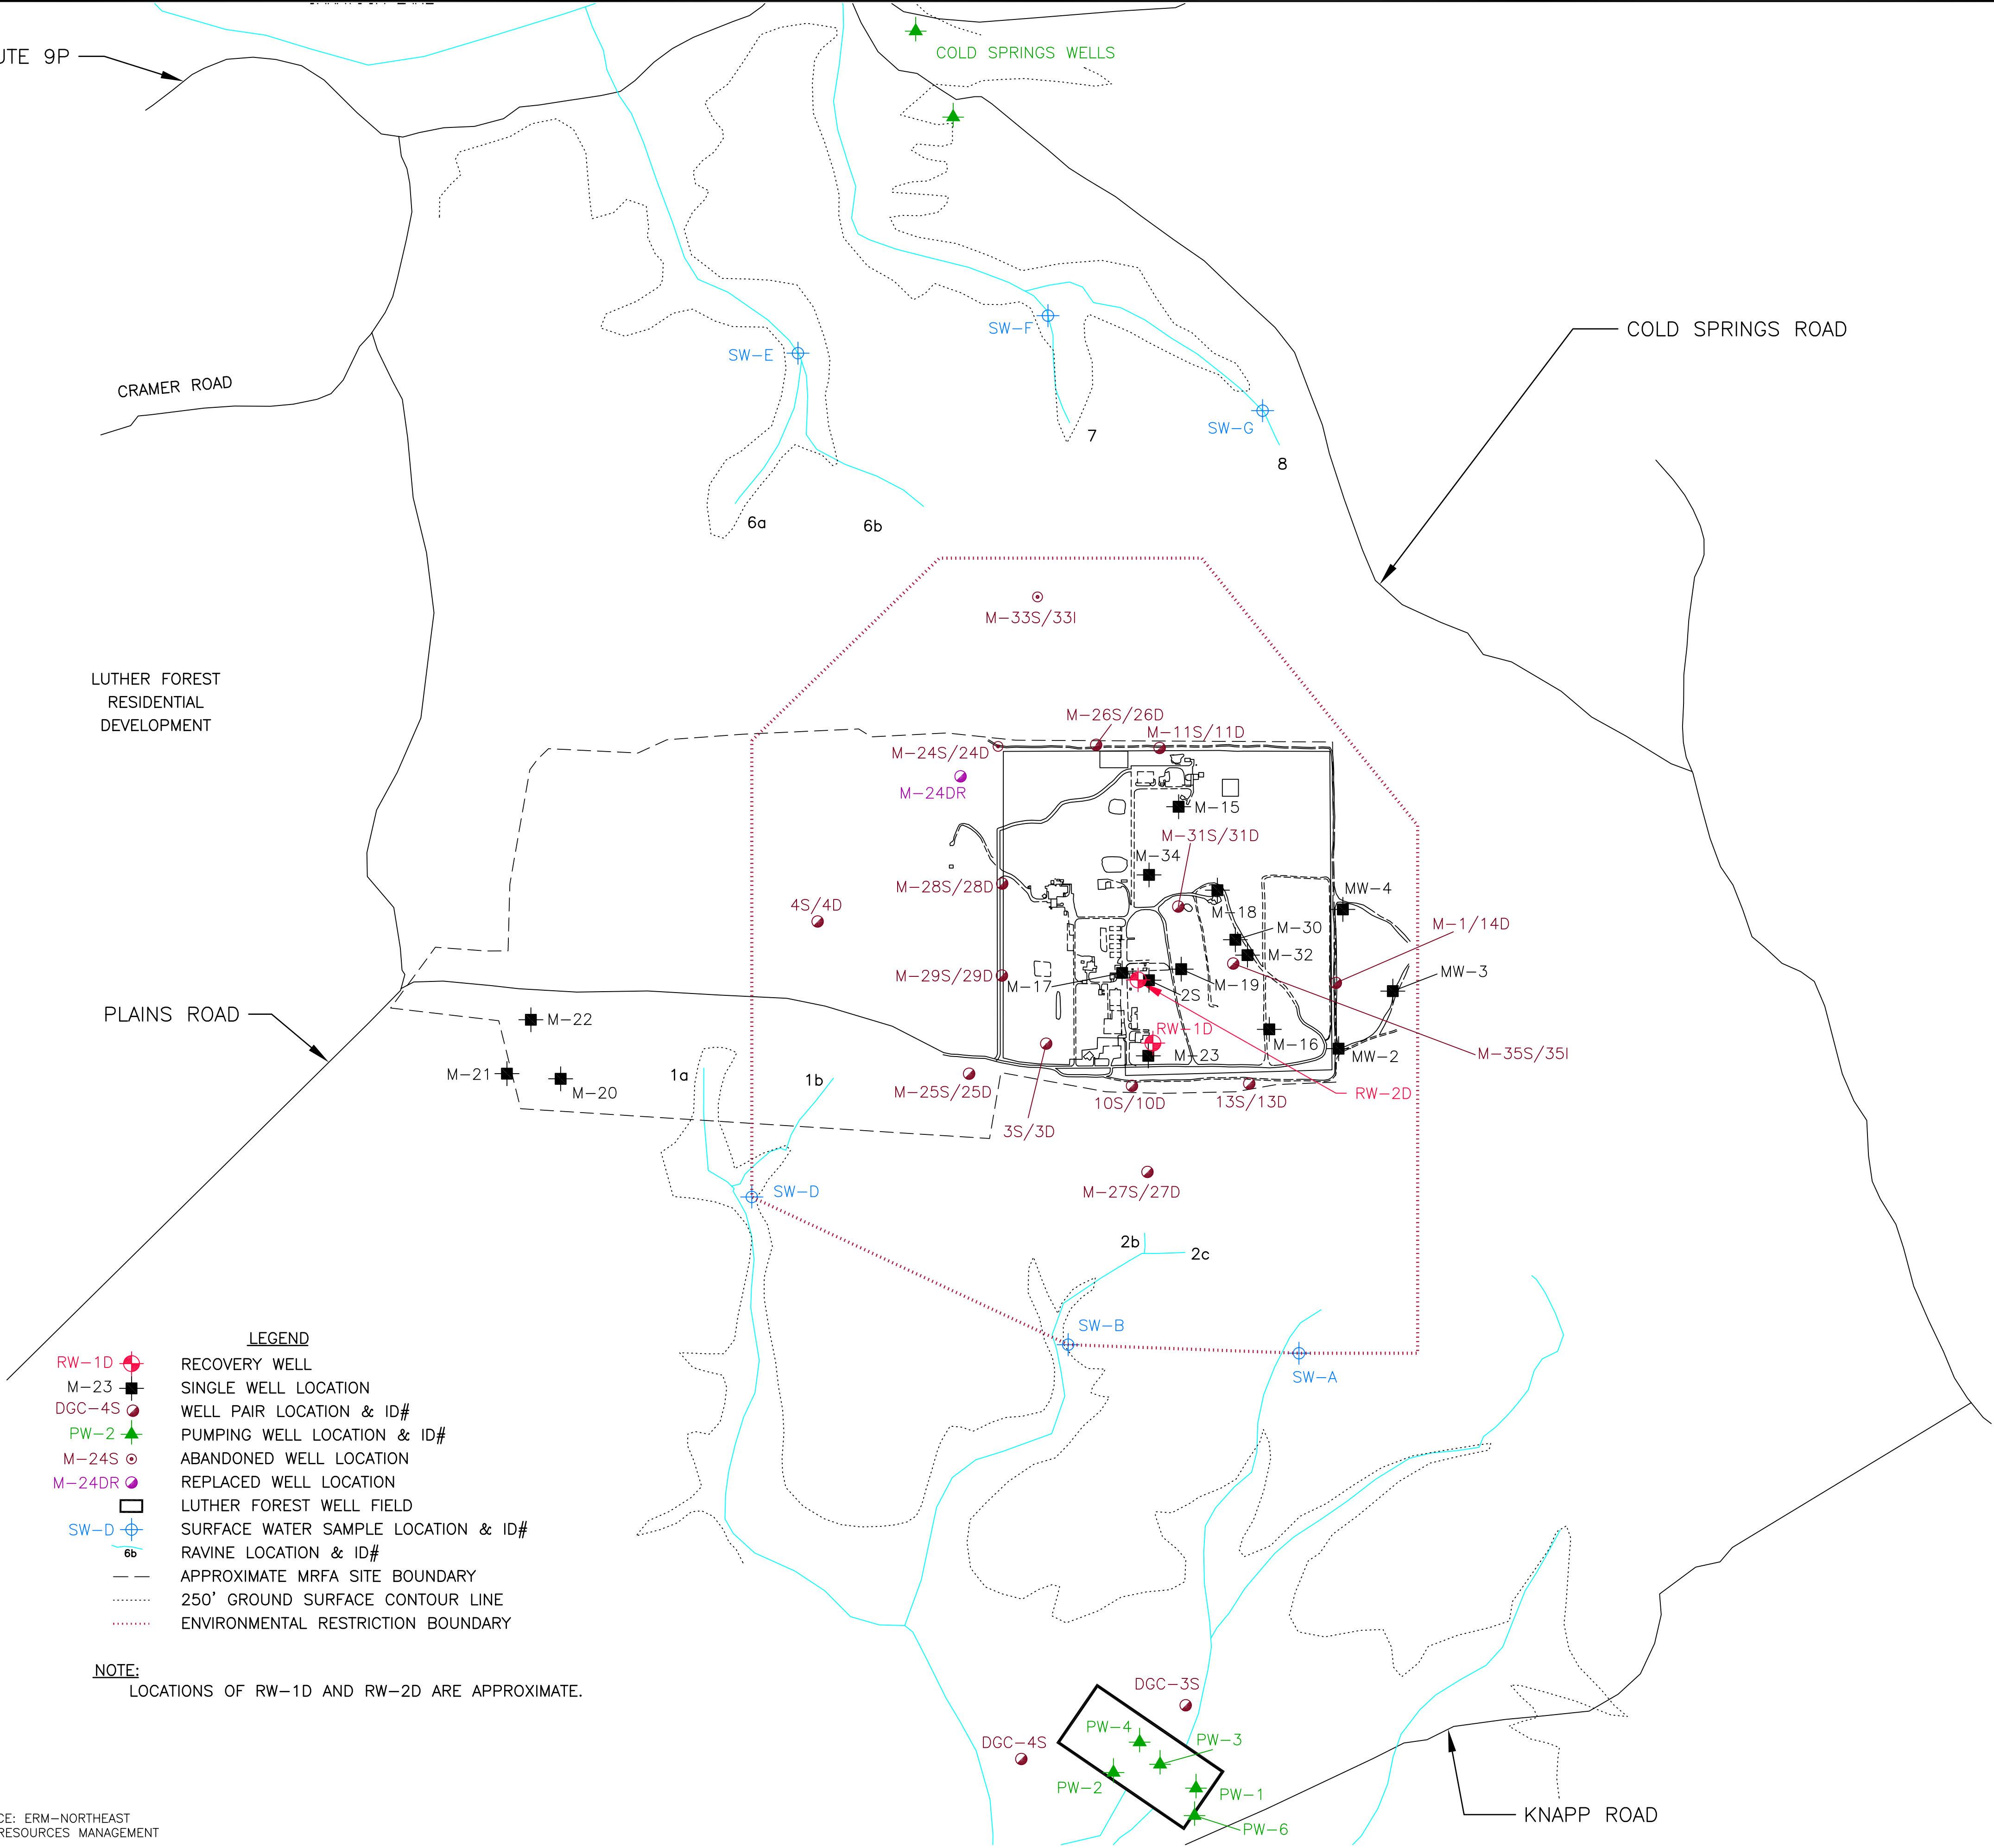 UTE 9P
COLD SPRINGS WELLS
SW-F
SW-E
COLD SPRINGS ROAD
CRAMER ROAD
SW-G
7
8
6a
6b
M-33S/33I
LUTHER FOREST
RESIDENTIAL
DEVELOPMENT
M-26S/26D
M-11S/11D
M-24S/24D
M-24DR
M-15
M-31S/31D
M-34
M-28S/28D
MW-4
4S/4D
M-18
M-1/14D
M-30
M-32
M-29S/29D
MW-3
M-17
M-19
2S
PLAINS ROAD
M-22
RW-1D
M-16
M-23
MW-2
M-35S/35I
M-21
1a
1b
M-20
M-25S/25D
RW-2D
10S/10D
13S/13D
3S/3D
SW-D
M-27S/27D
2b
2c
SW-B
SW-A
LEGEND
RW-1D RECOVERY WELL
M-23 SINGLE WELL LOCATION
DGC-4S WELL PAIR LOCATION & ID#
PW-2 PUMPING WELL LOCATION & ID#
M-24S ABANDONED WELL LOCATION
M-24DR REPLACED WELL LOCATION
LUTHER FOREST WELL FIELD
SW-D SURFACE WATER SAMPLE LOCATION & ID#
6b RAVINE LOCATION & ID#
APPROXIMATE MRFA SITE BOUNDARY
250' GROUND SURFACE CONTOUR LINE
ENVIRONMENTAL RESTRICTION BOUNDARY
NOTE:
LOCATIONS OF RW-1D AND RW-2D ARE APPROXIMATE.
DGC-3S
PW-4
PW-3
DGC-4S
PW-2
PW-1
PW-6
KNAPP ROAD
CE: ERM-NORTHEAST
RESOURCES MANAGEMENT